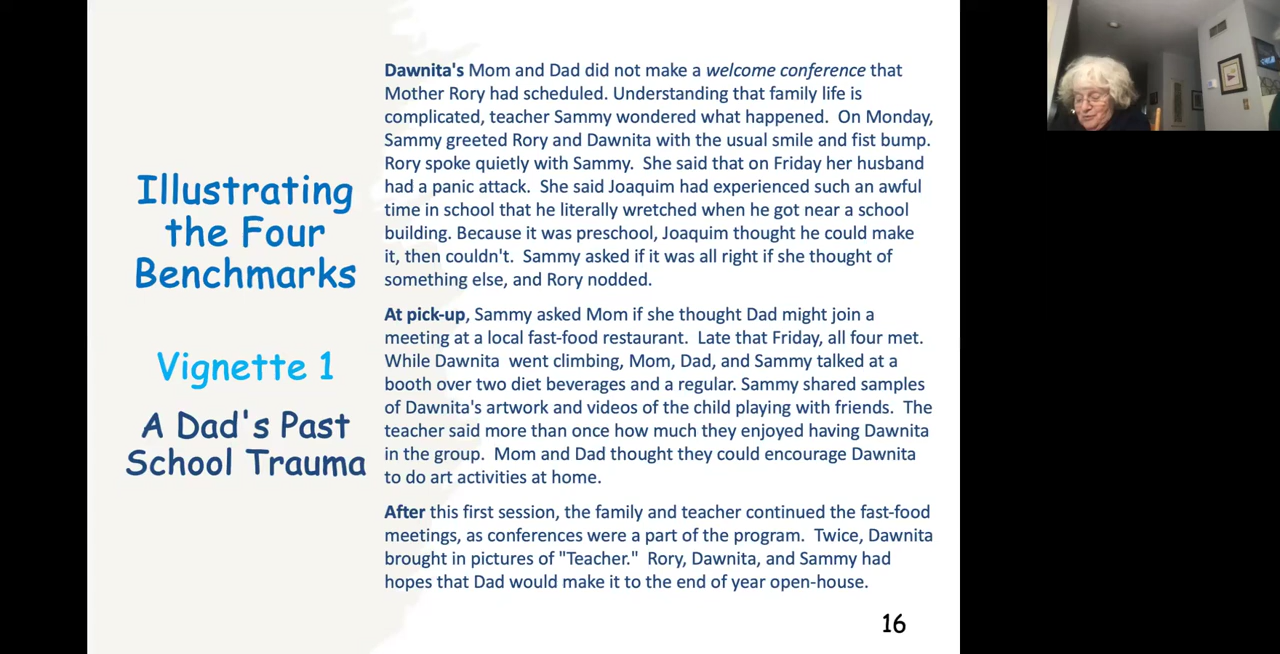 Illustrating
the Four
Benchmarks
Vignette 1
A Dad's Past
School Trauma
Dawnita's Mom and Dad did not make a welcome conference that
Mother Rory had scheduled. Understanding that family life is
complicated, teacher Sammy wondered what happened.  On Monday,
Sammy greeted Rory and Dawnita with the usual smile and fist bump.
Rory spoke quietly with Sammy.  She said that on Friday her husband
had a panic attack.  She said Joaquim had experienced such an awful
time in school that he literally wretched when he got near a school
building. Because it was preschool, Joaquim thought he could make
it, then couldn't.  Sammy asked if it was all right if she thought of
something else, and Rory nodded.
At pick-up, Sammy asked Mom if she thought Dad might join a
meeting at a local fast-food restaurant.  Late that Friday, all four met.
While Dawnita  went climbing, Mom, Dad, and Sammy talked at a
booth over two diet beverages and a regular. Sammy shared samples
of Dawnita's artwork and videos of the child playing with friends.  The
teacher said more than once how much they enjoyed having Dawnita
in the group.  Mom and Dad thought they could encourage Dawnita
to do art activities at home.
After this first session, the family and teacher continued the fast-food
meetings, as conferences were a part of the program.  Twice, Dawnita
brought in pictures of "Teacher."  Rory, Dawnita, and Sammy had
hopes that Dad would make it to the end of year open-house.
16